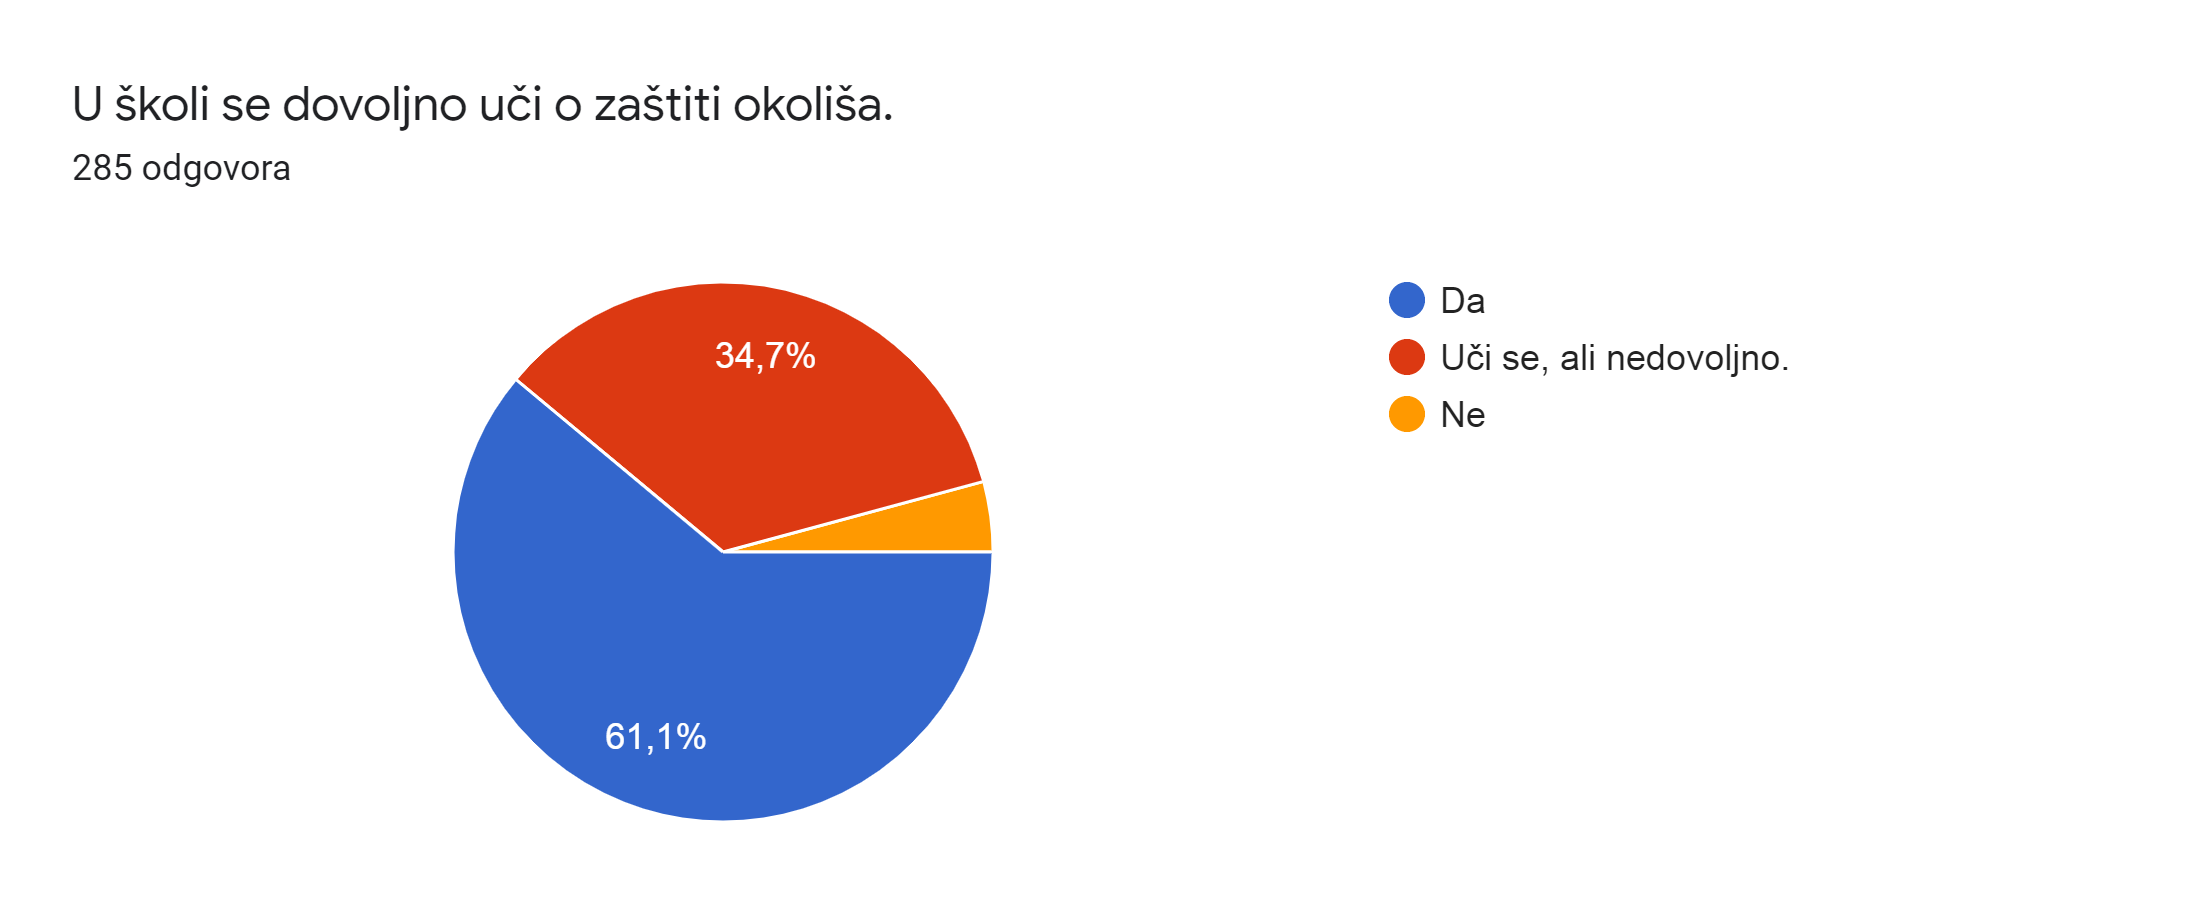 U školi se dovoljno uči o zaštiti okoliša.
285 odgovora
34,7%
61,1%
Da
Uči se, ali nedovoljno.
Ne